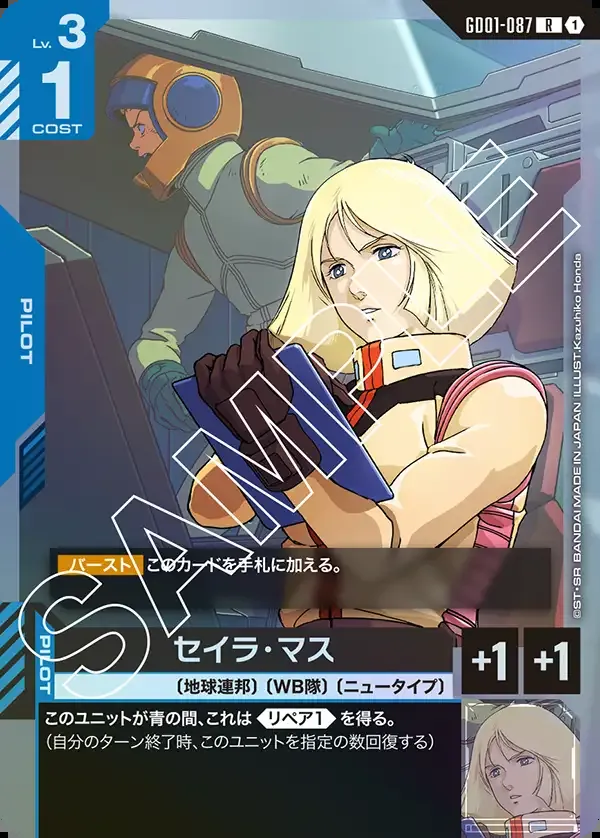 GD01-087 R 1
Lv. 3
1
COST
PILOT
©ST・SR BANDAI MADE IN JAPAN ILLUST.Kazuhiko Honda
SAMPLE
バースト このカードを手札に加える。
PILOT
セイラ・マス
+1 +1
〔地球連邦〕〔WB隊〕〔ニュータイプ〕
このユニットが青の間、これは リペア1 を得る。
（自分のターン終了時、このユニットを指定の数回復する）